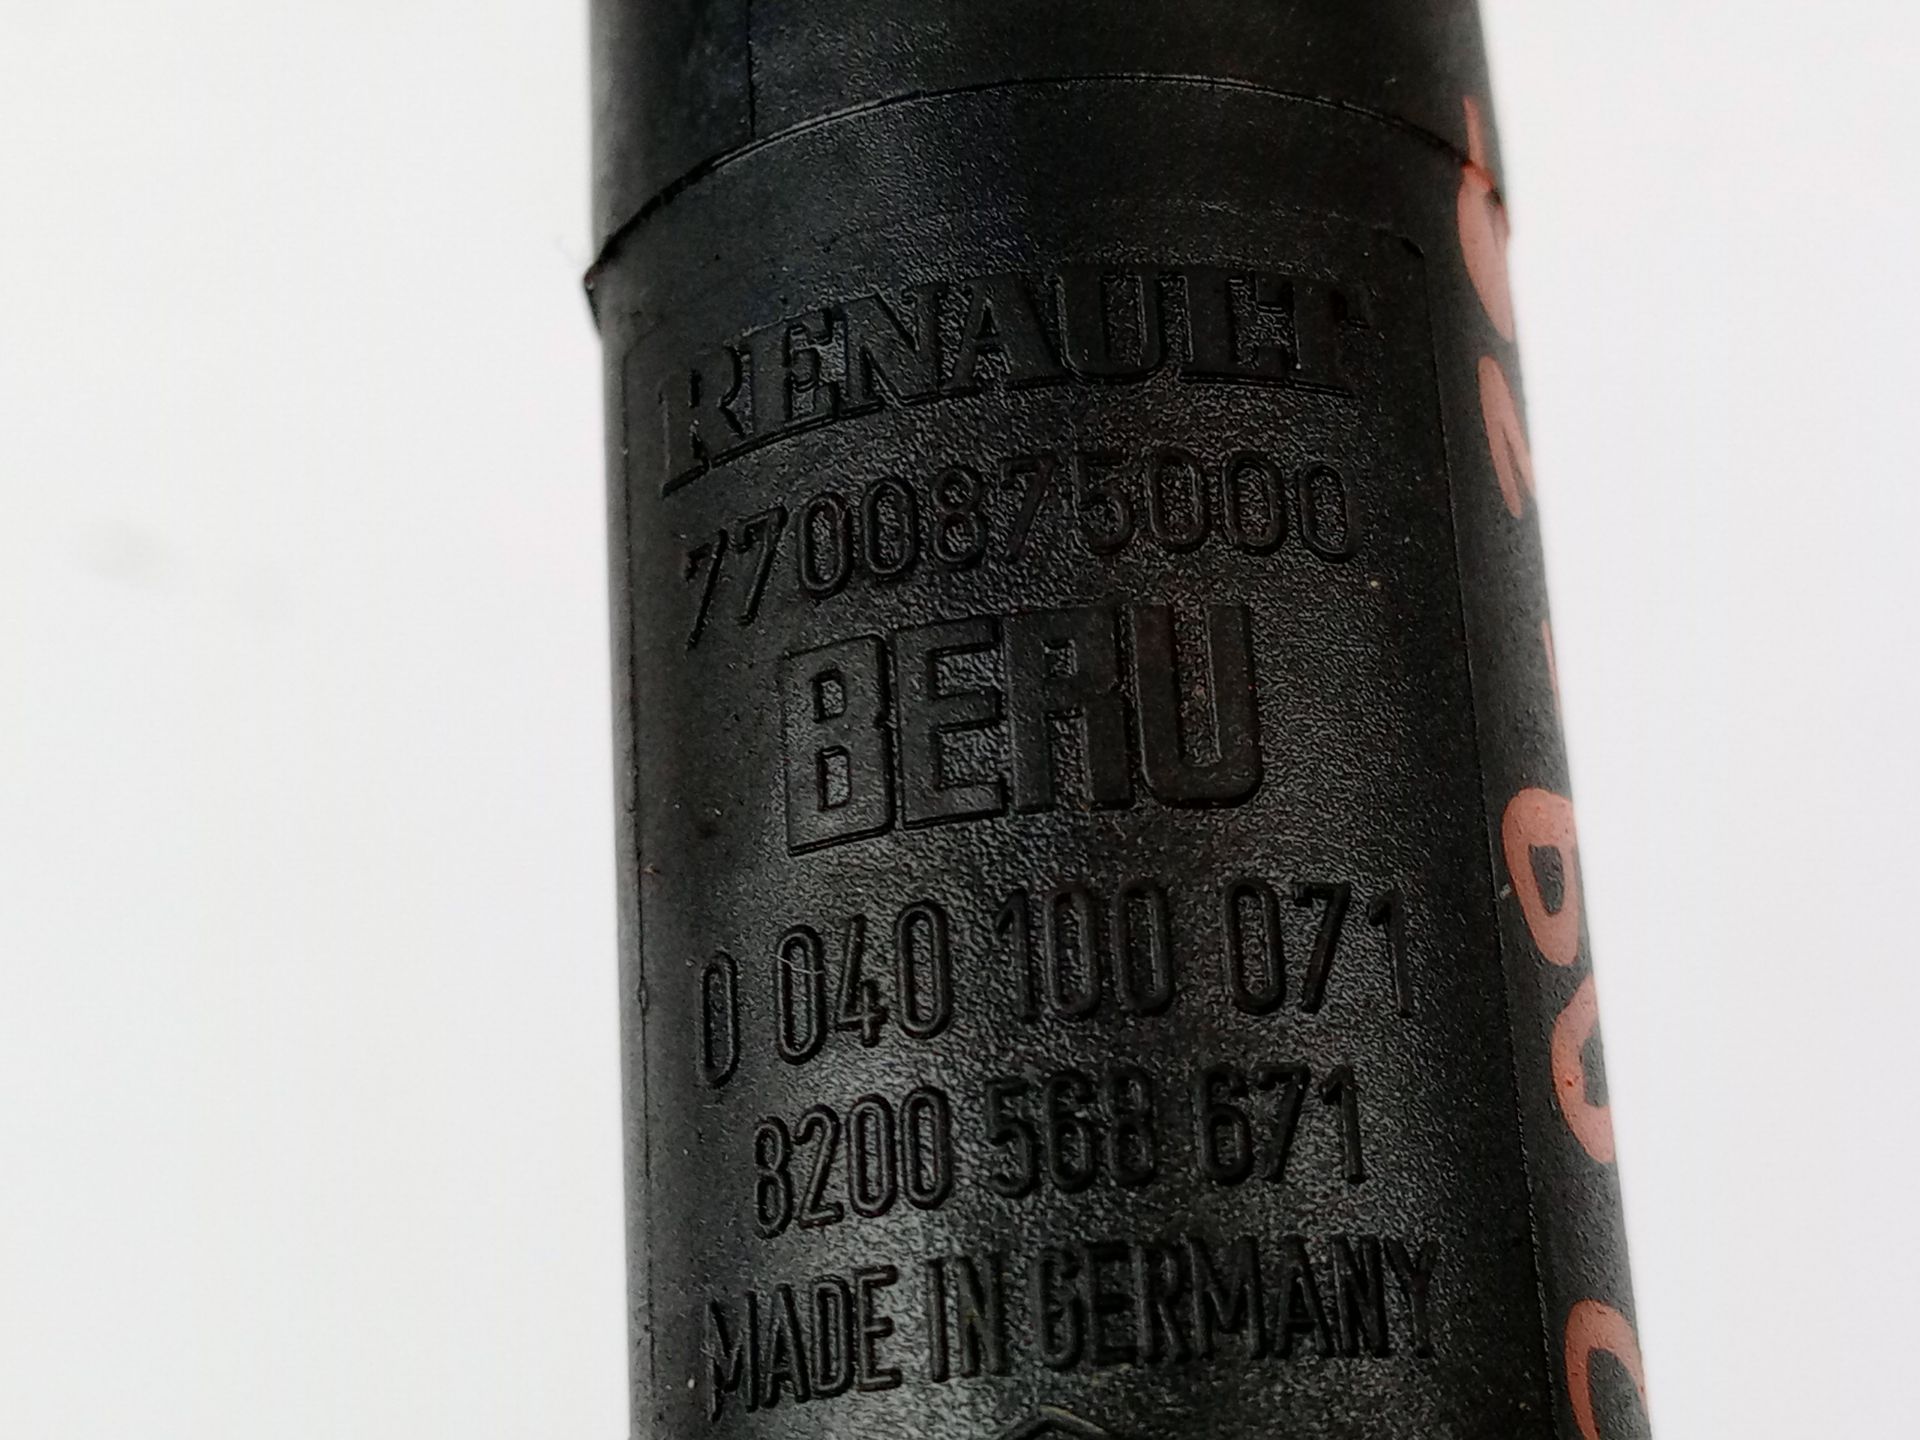 RENAULT
7700875000
BERU
0 040 100 071
8200 568 671
MADE IN GERMANY